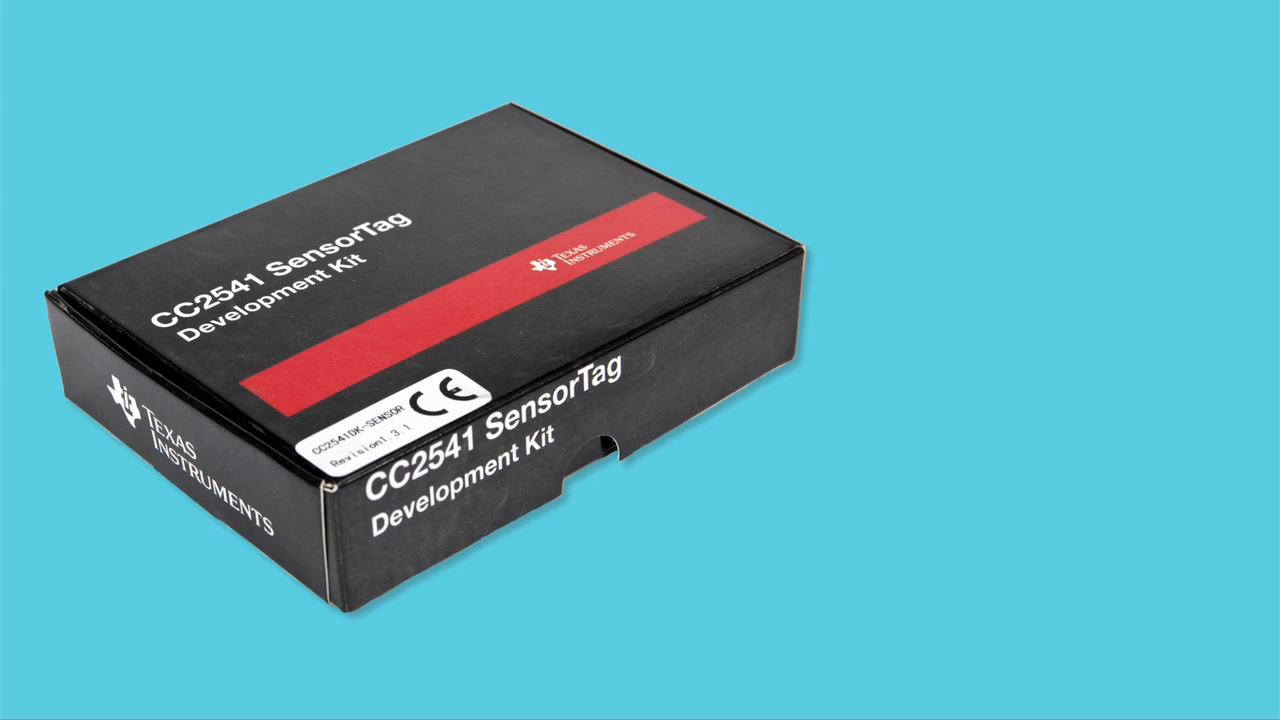 CC2541 SensorTag
Development Kit
TEXAS
INSTRUMENTS
CC2541DK-SENSOR
Revision1.3.1
CE
TEXAS
INSTRUMENTS
CC2541 SensorTag
Development Kit